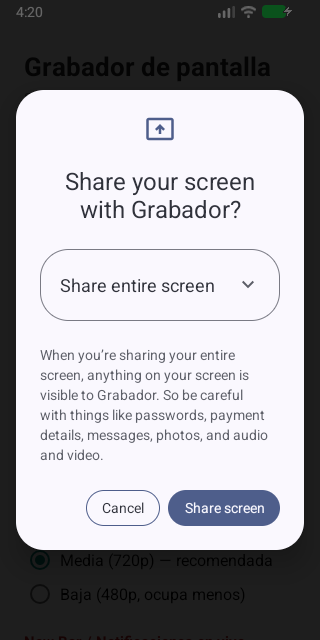 4:20
Grabador de pantalla
Share your screen
with Grabador?
Share entire screen
When you're sharing your entire
screen, anything on your screen is
visible to Grabador. So be careful
with things like passwords, payment
details, messages, photos, and audio
and video.
Cancel
Share screen
Media (720p) — recomendada
Baja (480p, ocupa menos)